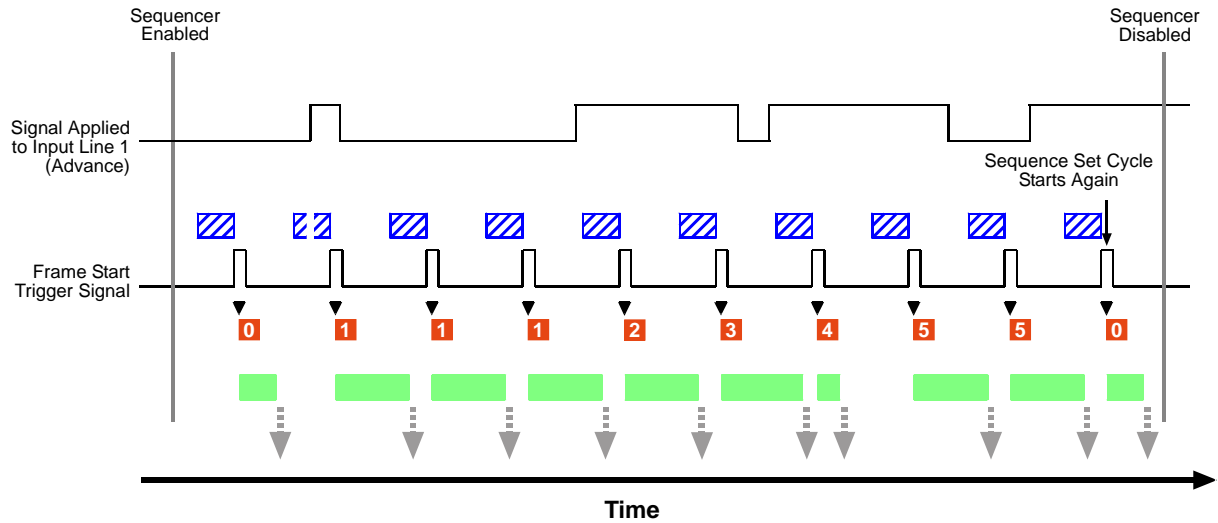 Sequencer
Enabled
Sequencer
Disabled
Signal Applied
to Input Line 1
(Advance)
Sequence Set Cycle
Starts Again
Frame Start
Trigger Signal
0 1 1 1 2 3 4 5 5 0
Time